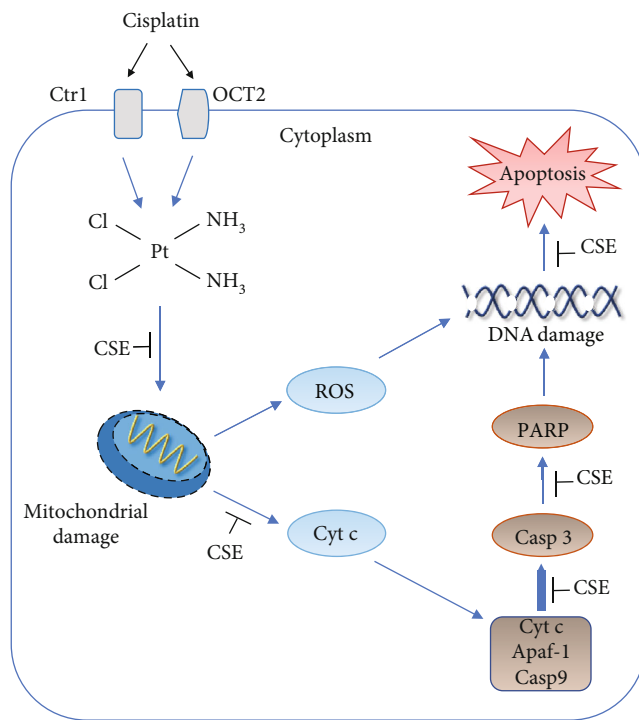 Cisplatin
Ctr1
OCT2
Cytoplasm
Cl
NH3
Pt
Cl
NH3
CSE
Mitochondrial
damage
ROS
CSE
Cyt c
Cyt c
Apaf-1
Casp9
CSE
Casp 3
CSE
PARP
DNA damage
CSE
Apoptosis